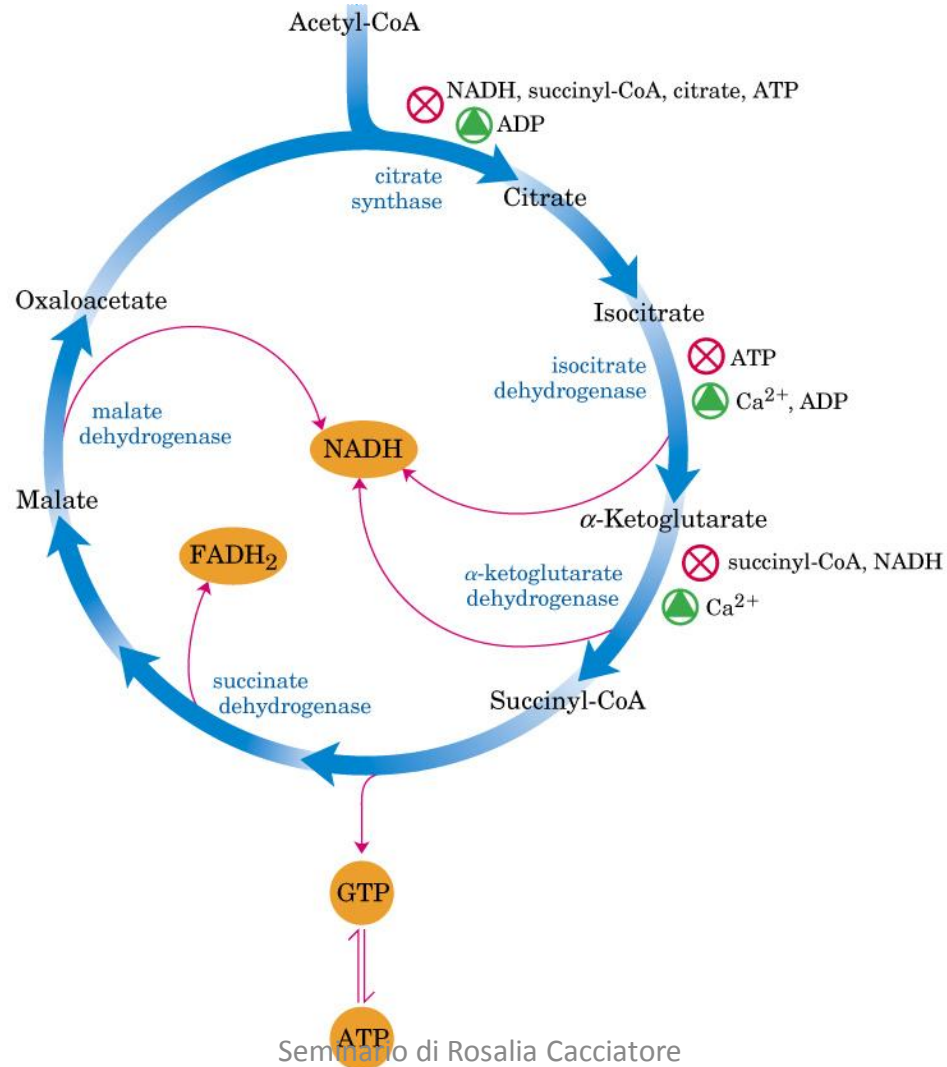 Acetyl-CoA
NADH, succinyl-CoA, citrate, ATP
ADP
citrate
synthase
Citrate
Oxaloacetate
Isocitrate
ATP
isocitrate
dehydrogenase
Ca²⁺, ADP
malate
dehydrogenase
NADH
Malate
α-Ketoglutarate
FADH₂
succinyl-CoA, NADH
α-ketoglutarate
dehydrogenase
Ca²⁺
succinate
dehydrogenase
Succinyl-CoA
GTP
ATP
Seminario di Rosalia Cacciatore